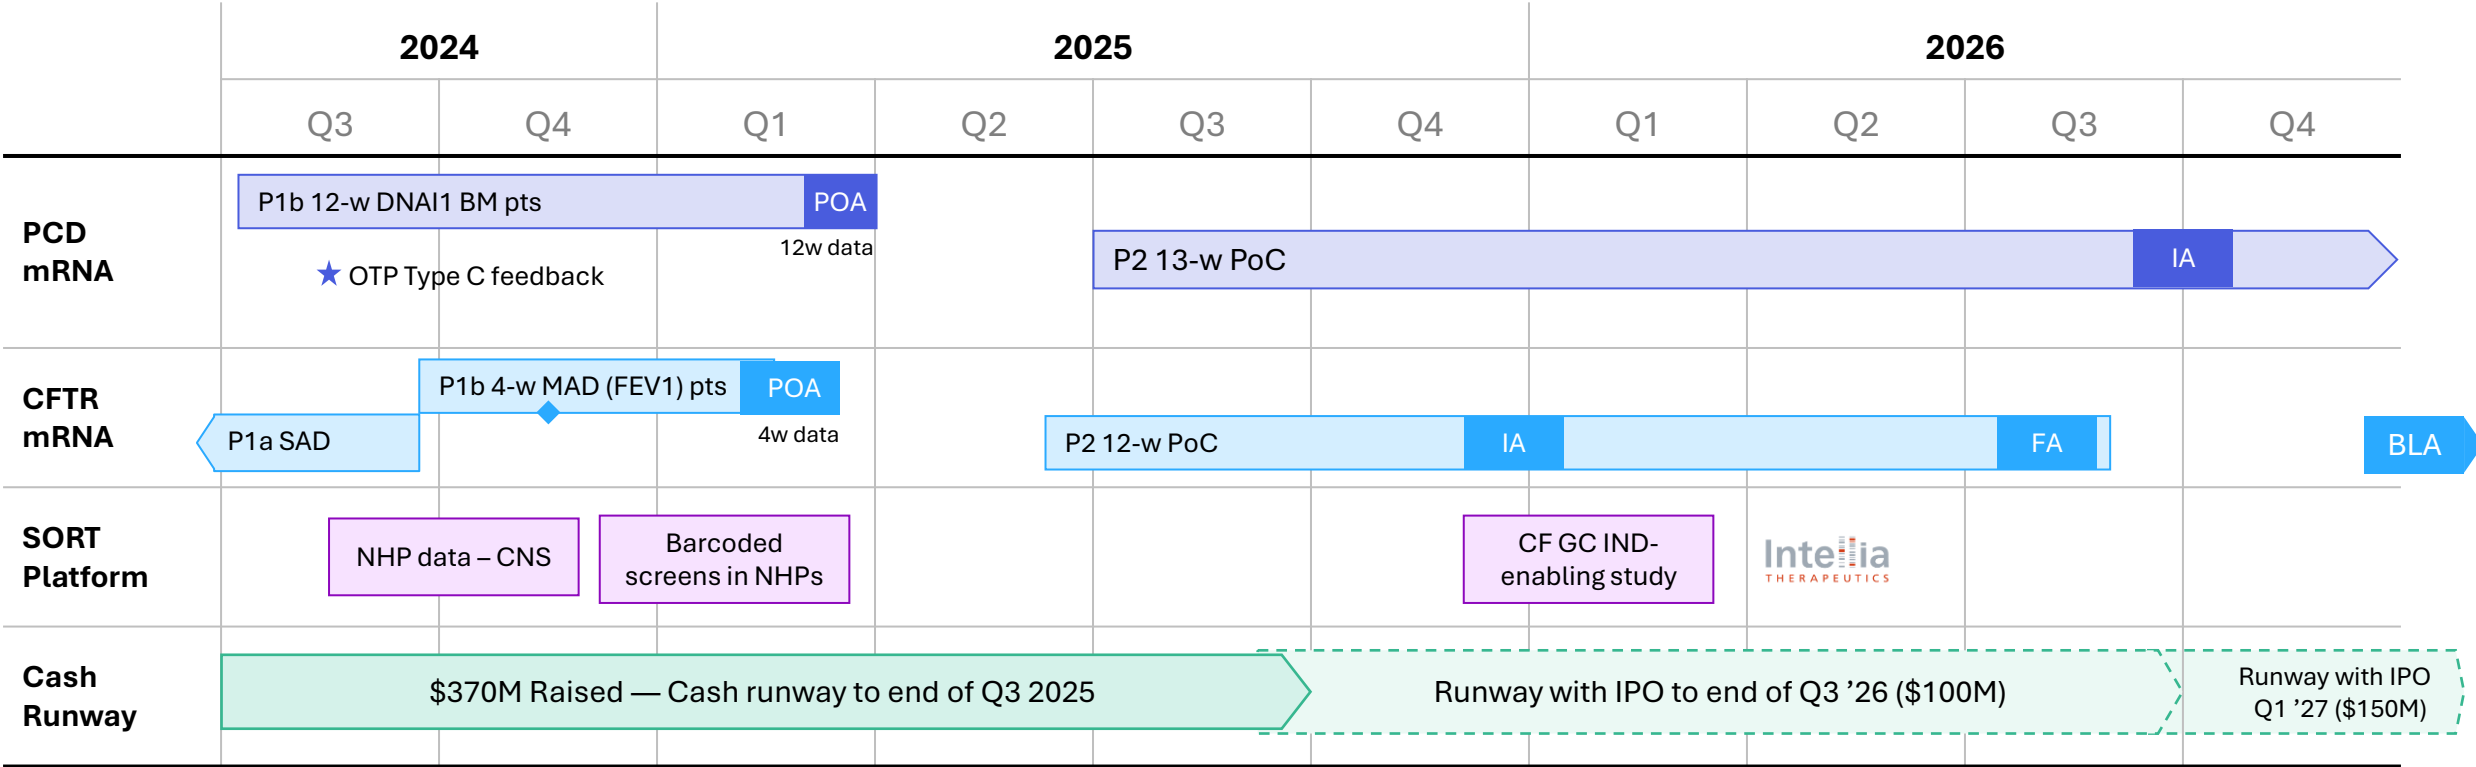 2024
2025
2026
Q3
Q4
Q1
Q2
Q3
Q4
Q1
Q2
Q3
Q4
PCD
mRNA
P1b 12-w DNAI1 BM pts
POA
12w data
OTP Type C feedback
P2 13-w PoC
IA
CFTR
mRNA
P1b 4-w MAD (FEV1) pts
POA
4w data
P1a SAD
P2 12-w PoC
IA
FA
BLA
SORT
Platform
NHP data – CNS
Barcoded
screens in NHPs
CF GC IND-
enabling study
Intellia
THERAPEUTICS
Cash
Runway
$370M Raised — Cash runway to end of Q3 2025
Runway with IPO to end of Q3 ’26 ($100M)
Runway with IPO
Q1 ’27 ($150M)